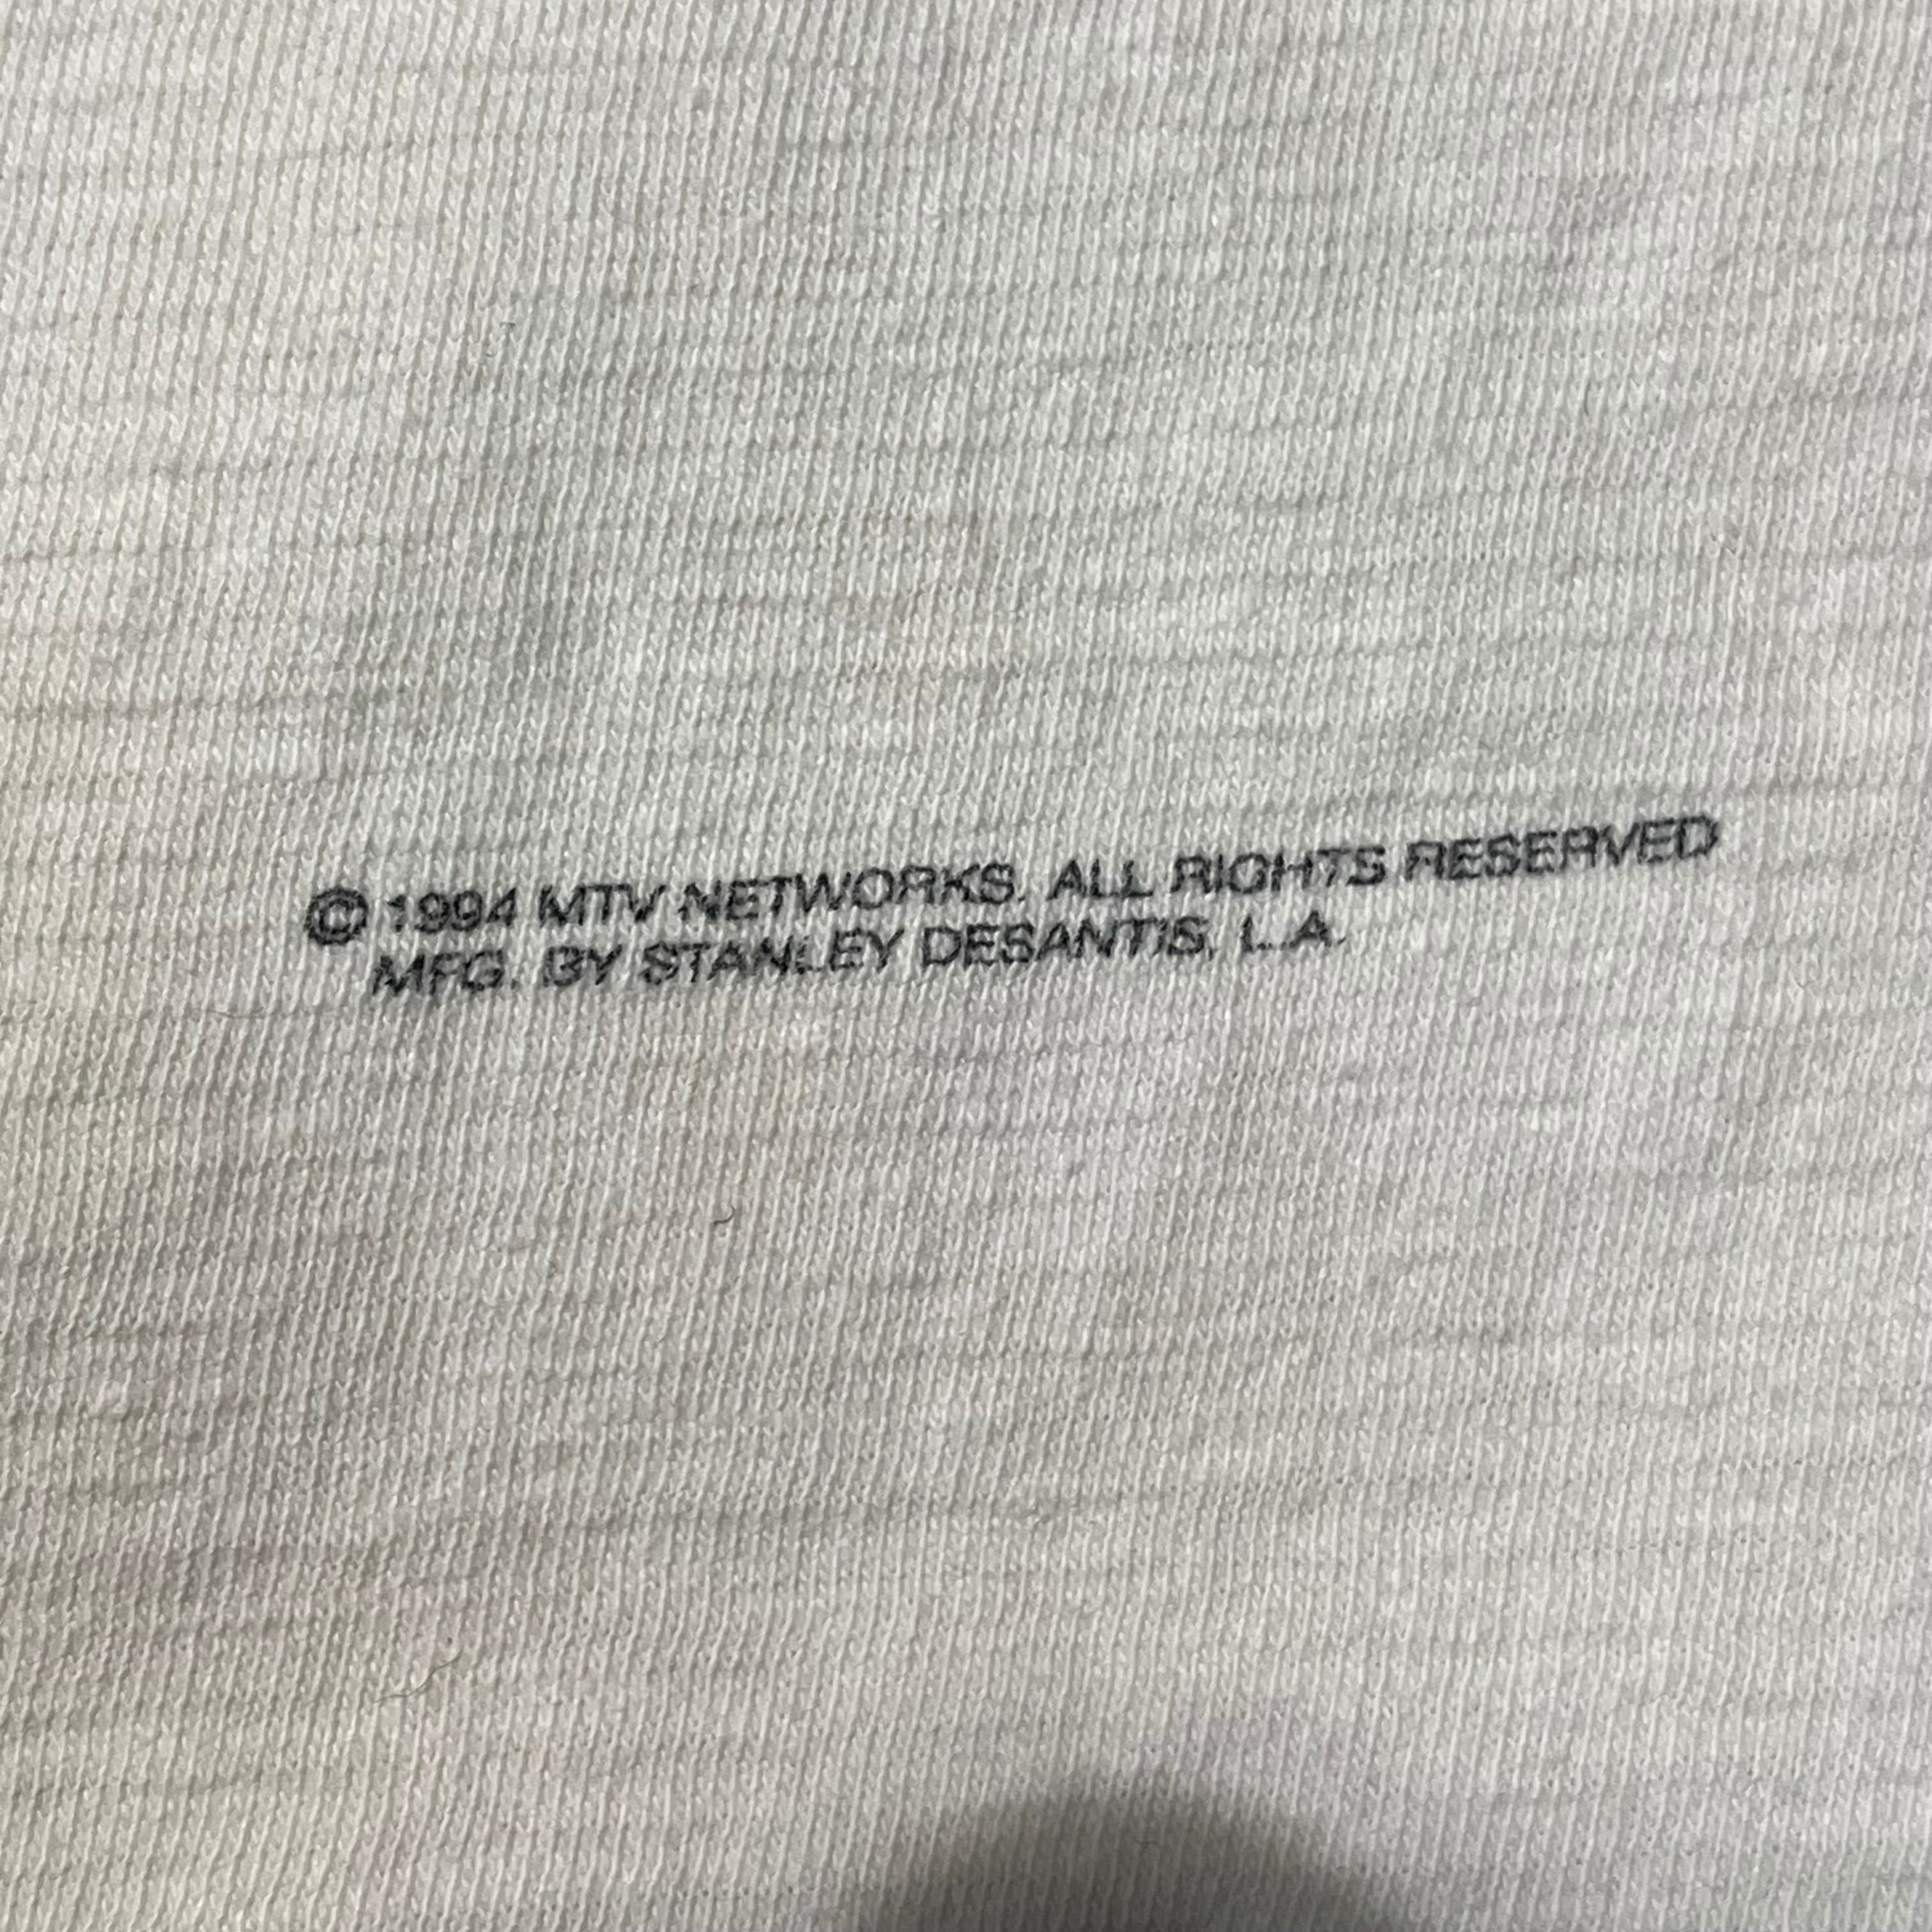 © 1994 MTV NETWORKS. ALL RIGHTS RESERVED
MFG. BY STANLEY DESANTIS, L.A.